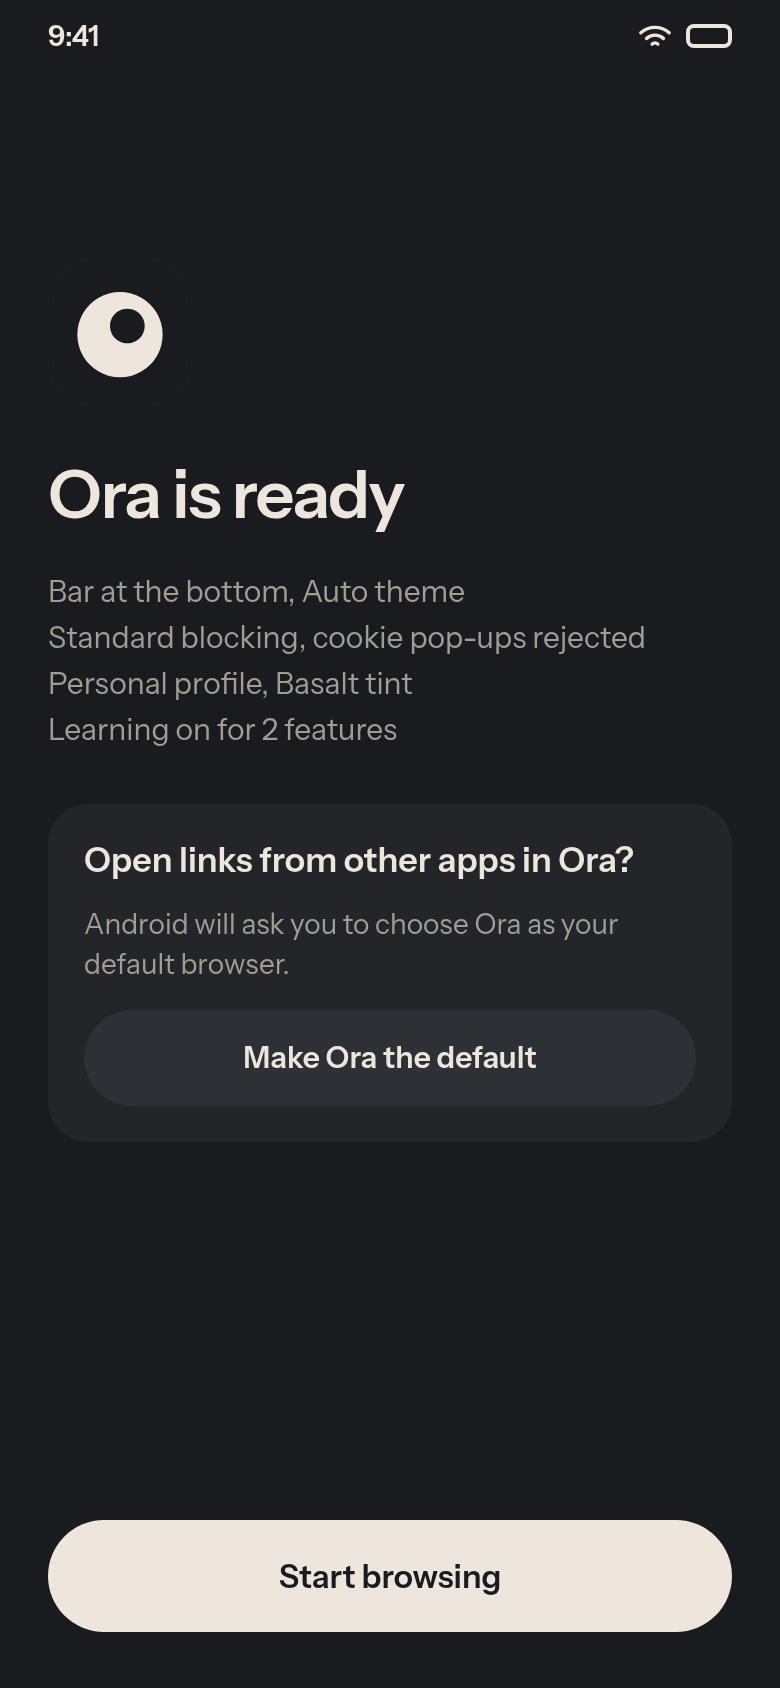 9:41
Ora is ready
Bar at the bottom, Auto theme
Standard blocking, cookie pop-ups rejected
Personal profile, Basalt tint
Learning on for 2 features
Open links from other apps in Ora?
Android will ask you to choose Ora as your
default browser.
Make Ora the default
Start browsing